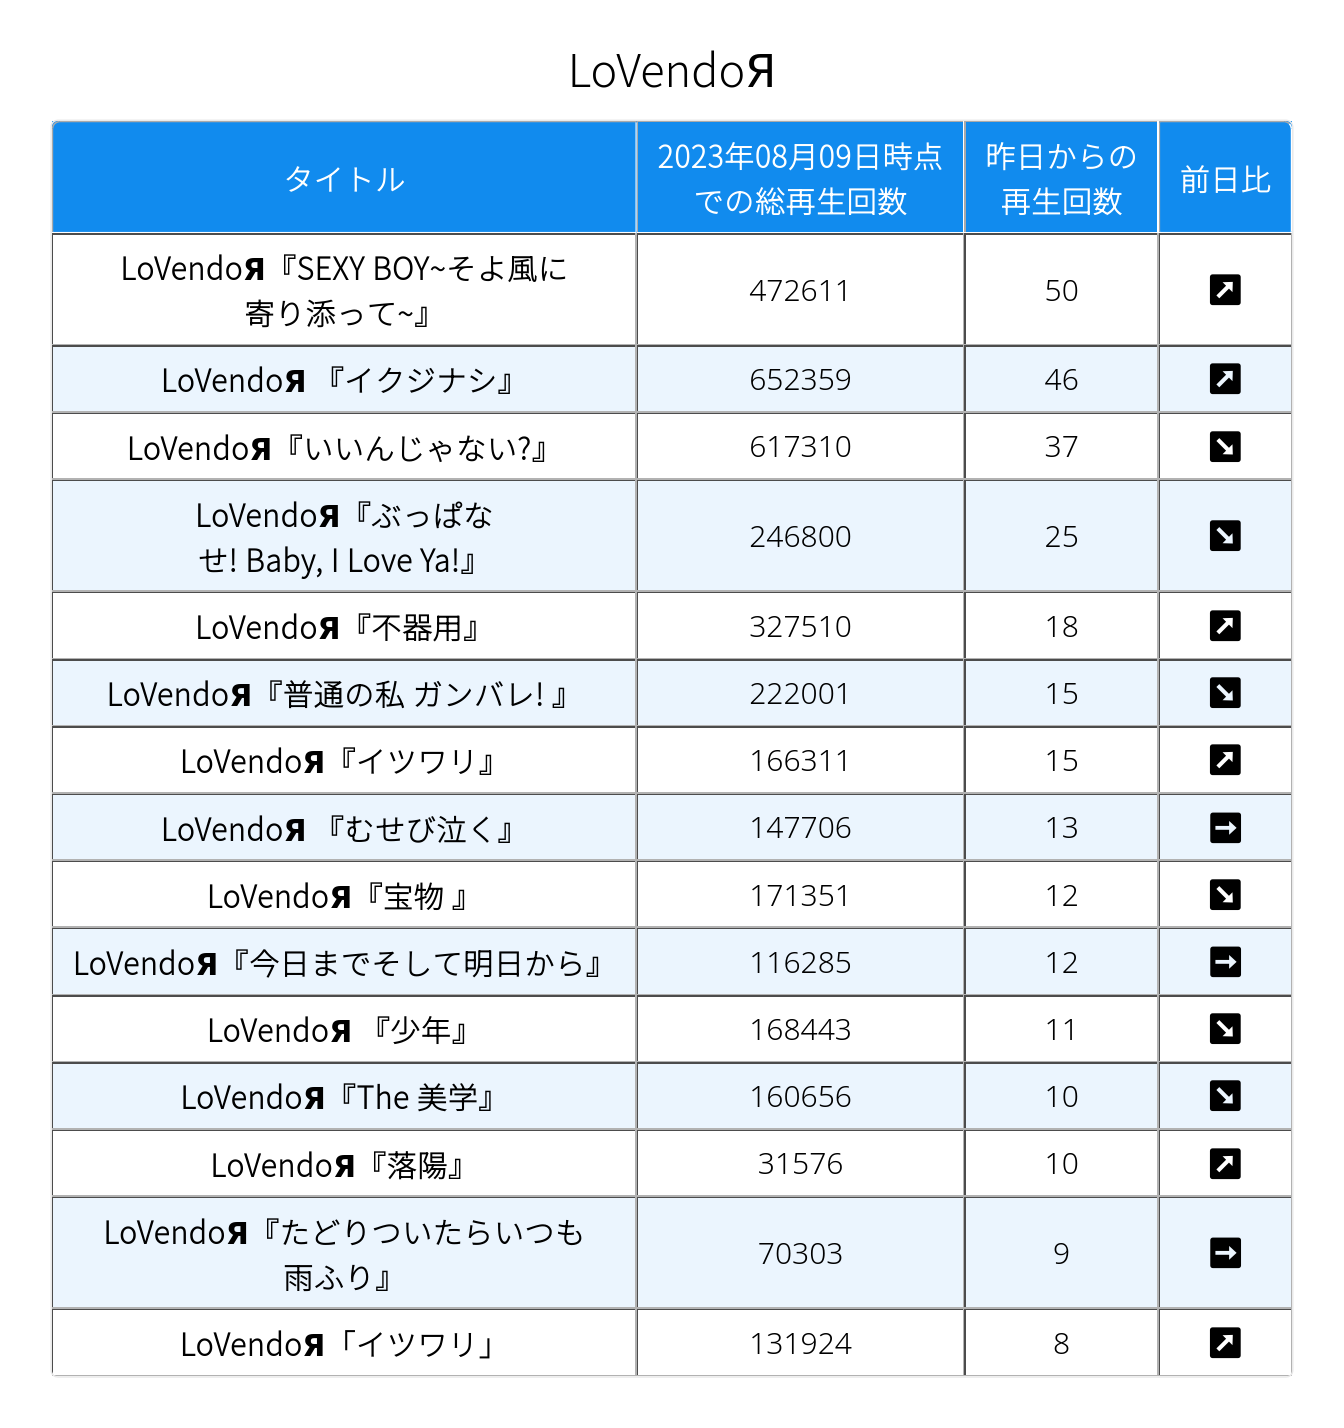 LoVendoЯ
タイトル
2023年08月09日時点
での総再生回数
昨日からの
再生回数
前日比
LoVendoЯ『SEXY BOY~そよ風に
寄り添って~』
472611
50
↗
LoVendoЯ 『イクジナシ』
652359
46
↗
LoVendoЯ『いいんじゃない?』
617310
37
↘
LoVendoЯ『ぶっぱな
せ! Baby, I Love Ya!』
246800
25
↘
LoVendoЯ『不器用』
327510
18
↗
LoVendoЯ『普通の私 ガンバレ! 』
222001
15
↘
LoVendoЯ『イツワリ』
166311
15
↗
LoVendoЯ 『むせび泣く』
147706
13
→
LoVendoЯ『宝物 』
171351
12
↘
LoVendoЯ『今日までそして明日から』
116285
12
→
LoVendoЯ 『少年』
168443
11
↘
LoVendoЯ『The 美学』
160656
10
↘
LoVendoЯ『落陽』
31576
10
↗
LoVendoЯ『たどりついたらいつも
雨ふり』
70303
9
→
LoVendoЯ「イツワリ」
131924
8
↗